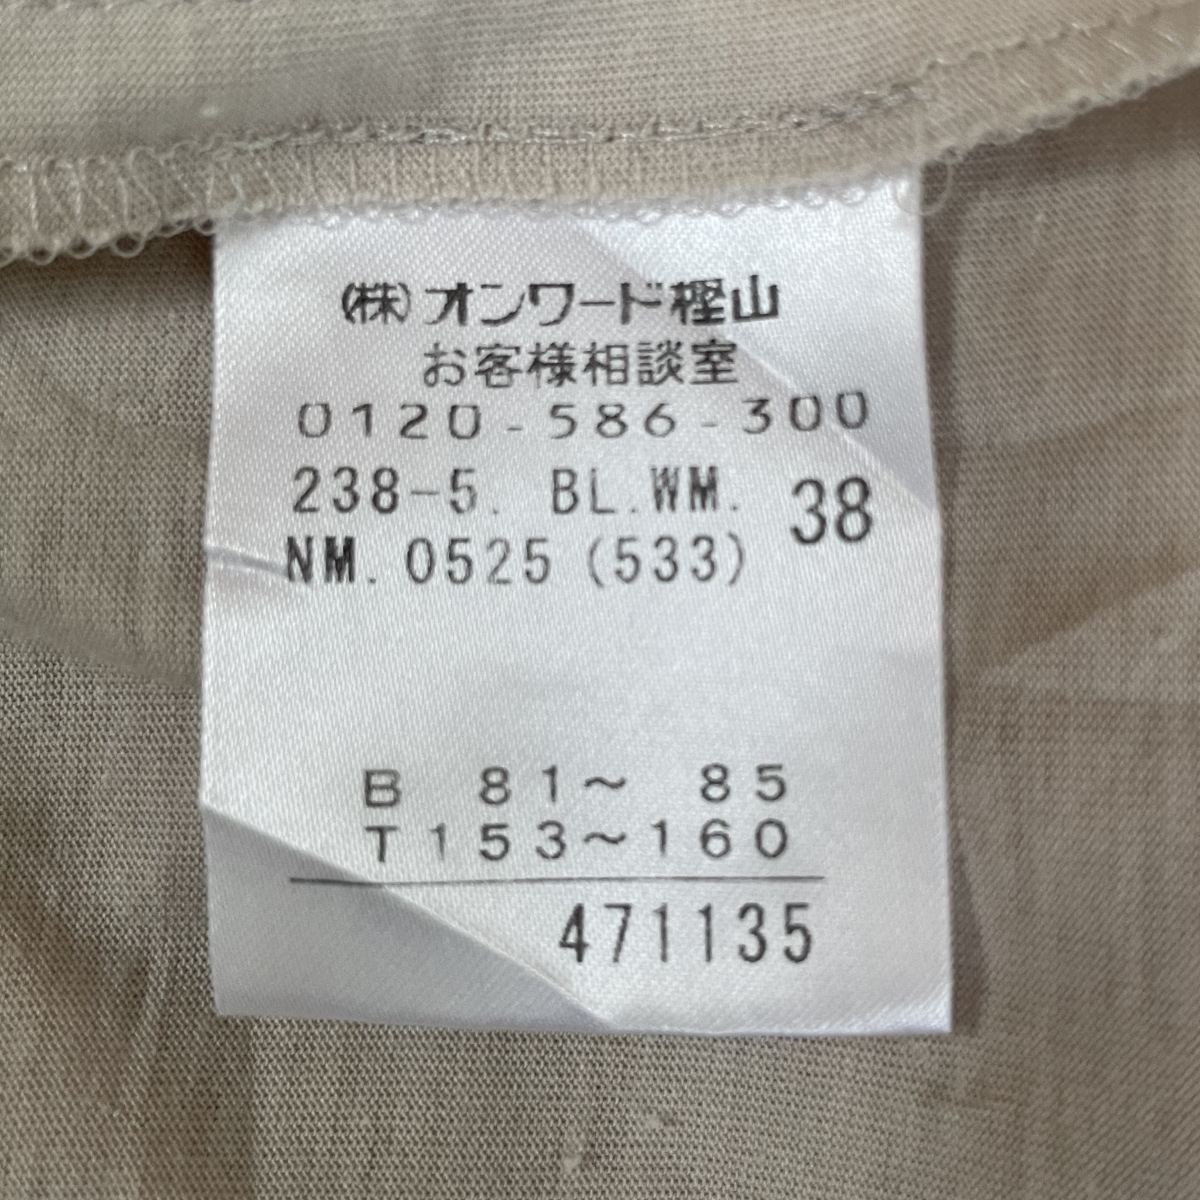 (株)オンワード樫山
お客様相談室
0120-586-300
238-5. BL.WM. 38
NM. 0525 (533)
B 81～ 85
T 153～160
471135